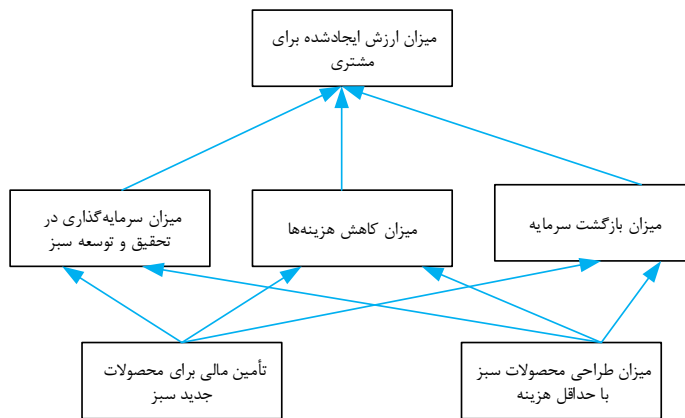 میزان ارزش ایجادشده برای
مشتری
میزان بازگشت سرمایه
میزان کاهش هزینه‌ها
میزان سرمایه‌گذاری در
تحقیق و توسعه سبز
میزان طراحی محصولات سبز
با حداقل هزینه
تأمین مالی برای محصولات
جدید سبز